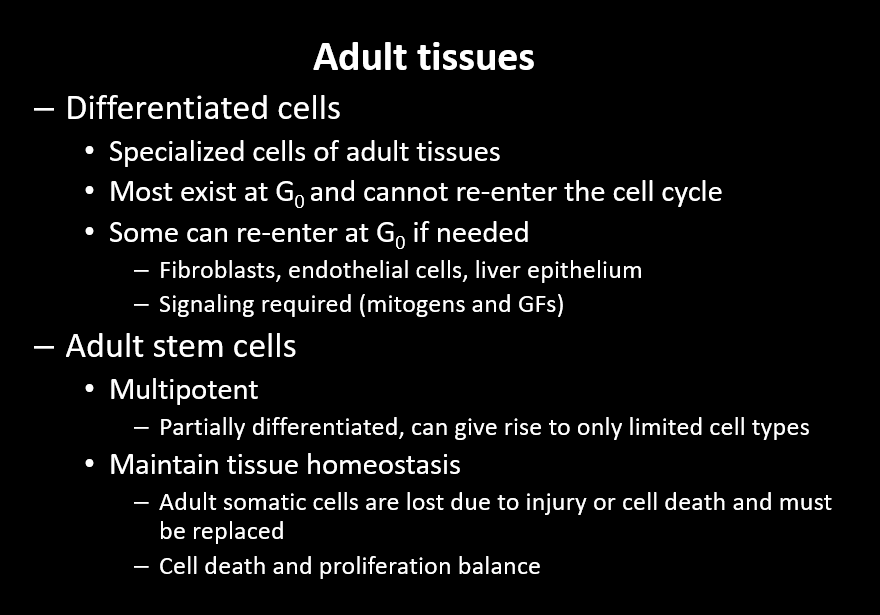 Adult tissues
– Differentiated cells
• Specialized cells of adult tissues
• Most exist at G₀ and cannot re-enter the cell cycle
• Some can re-enter at G₀ if needed
– Fibroblasts, endothelial cells, liver epithelium
– Signaling required (mitogens and GFs)
– Adult stem cells
• Multipotent
– Partially differentiated, can give rise to only limited cell types
• Maintain tissue homeostasis
– Adult somatic cells are lost due to injury or cell death and must
be replaced
– Cell death and proliferation balance